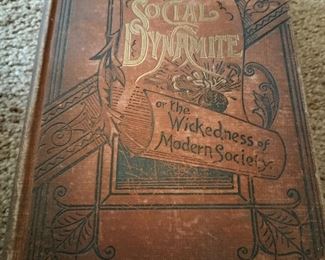 Social
Dynamite
or the
Wickedness of
Modern Society